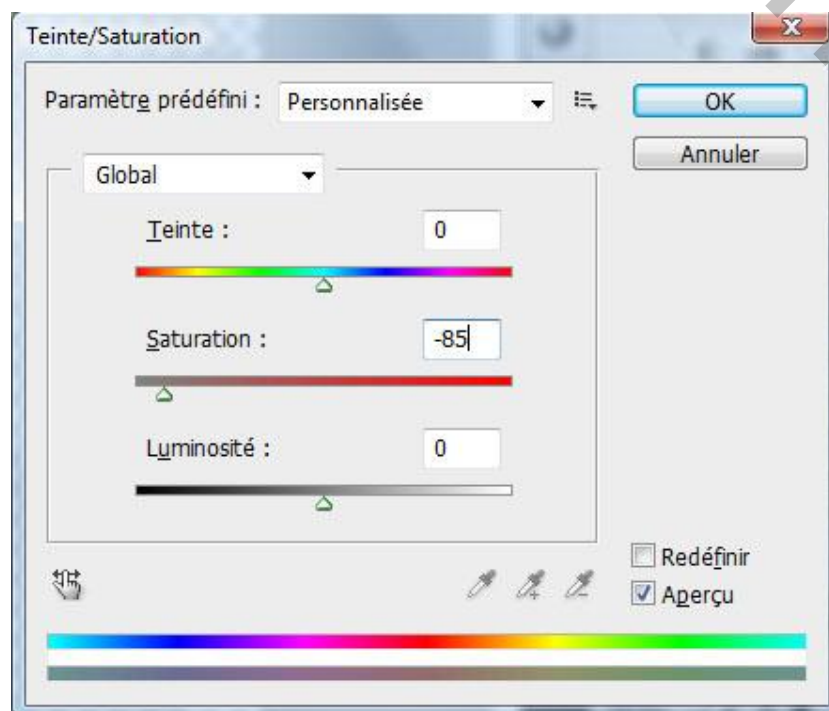 Teinte/Saturation
Paramètre prédéfini : Personnalisée
OK
Annuler
Global
Teinte : 0
Saturation : -85
Luminosité : 0
Redéfinir
Aperçu